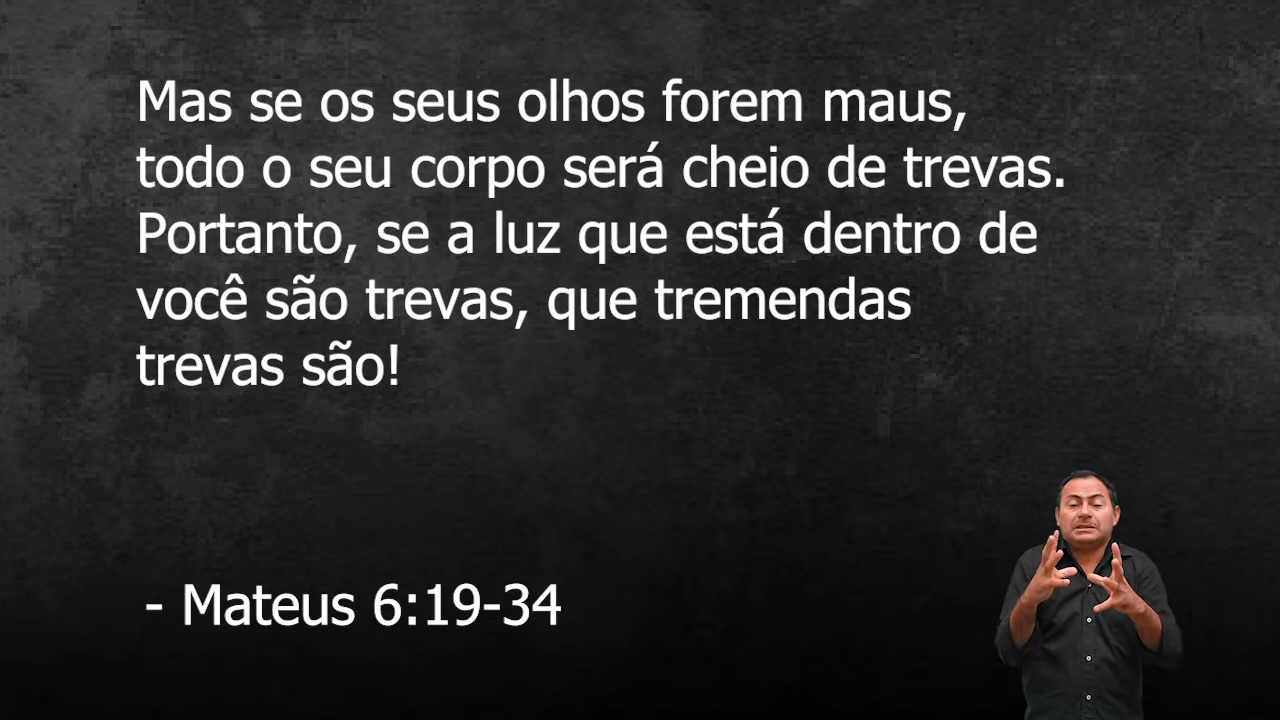 Mas se os seus olhos forem maus,
todo o seu corpo será cheio de trevas.
Portanto, se a luz que está dentro de
você são trevas, que tremendas
trevas são!
- Mateus 6:19-34